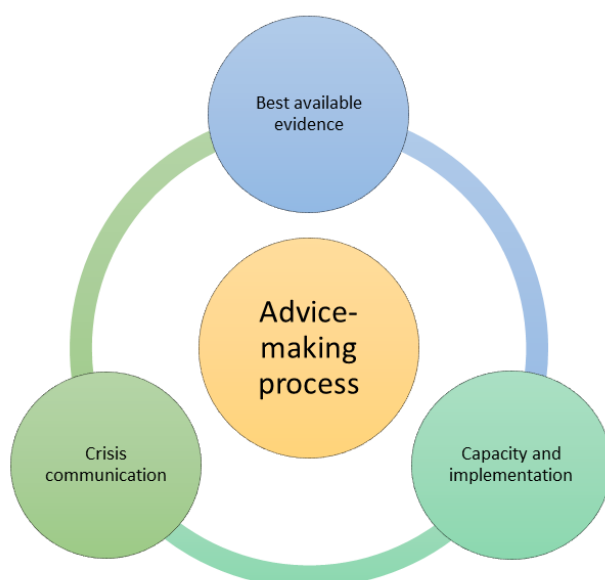 Best available
evidence
Advice-
making
process
Crisis
communication
Capacity and
implementation